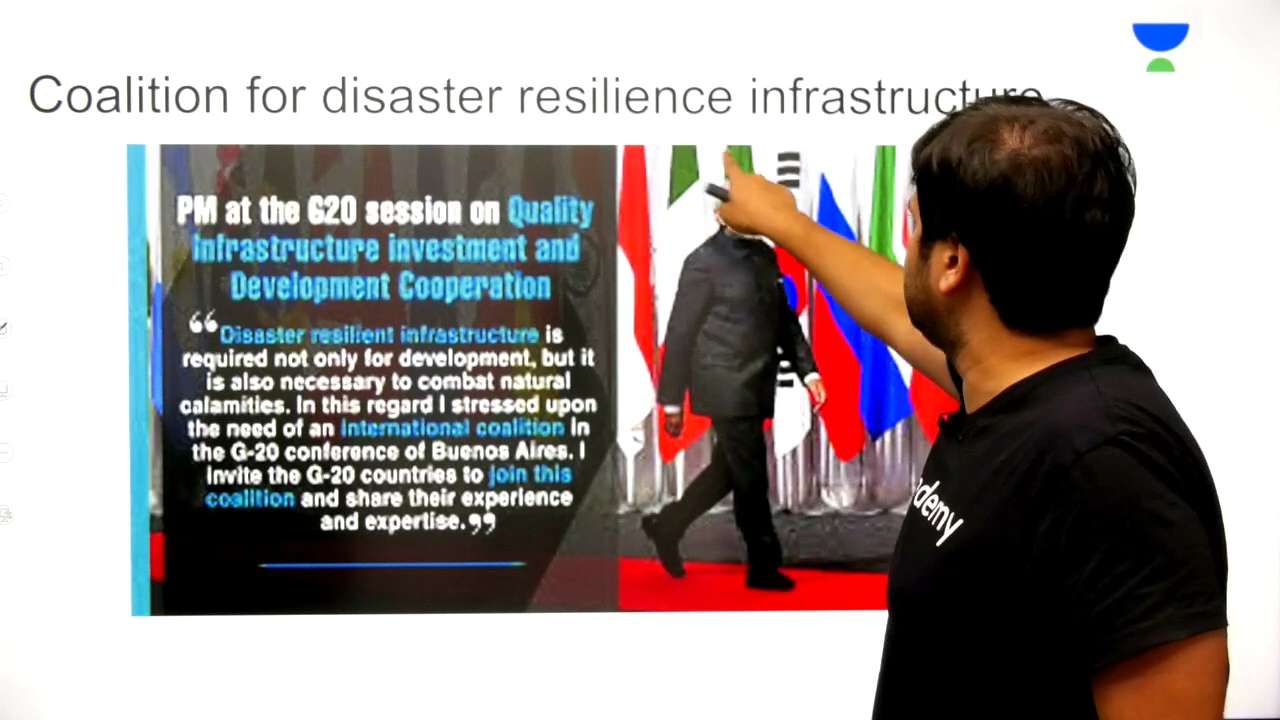 Coalition for disaster resilience infrastructure
PM at the G20 session on Quality
infrastructure investment and
Development Cooperation
“Disaster resilient infrastructure is
required not only for development, but it
is also necessary to combat natural
calamities. In this regard I stressed upon
the need of an international coalition in
the G-20 conference of Buenos Aires. I
invite the G-20 countries to join this
coalition and share their experience
and expertise.”
ademy